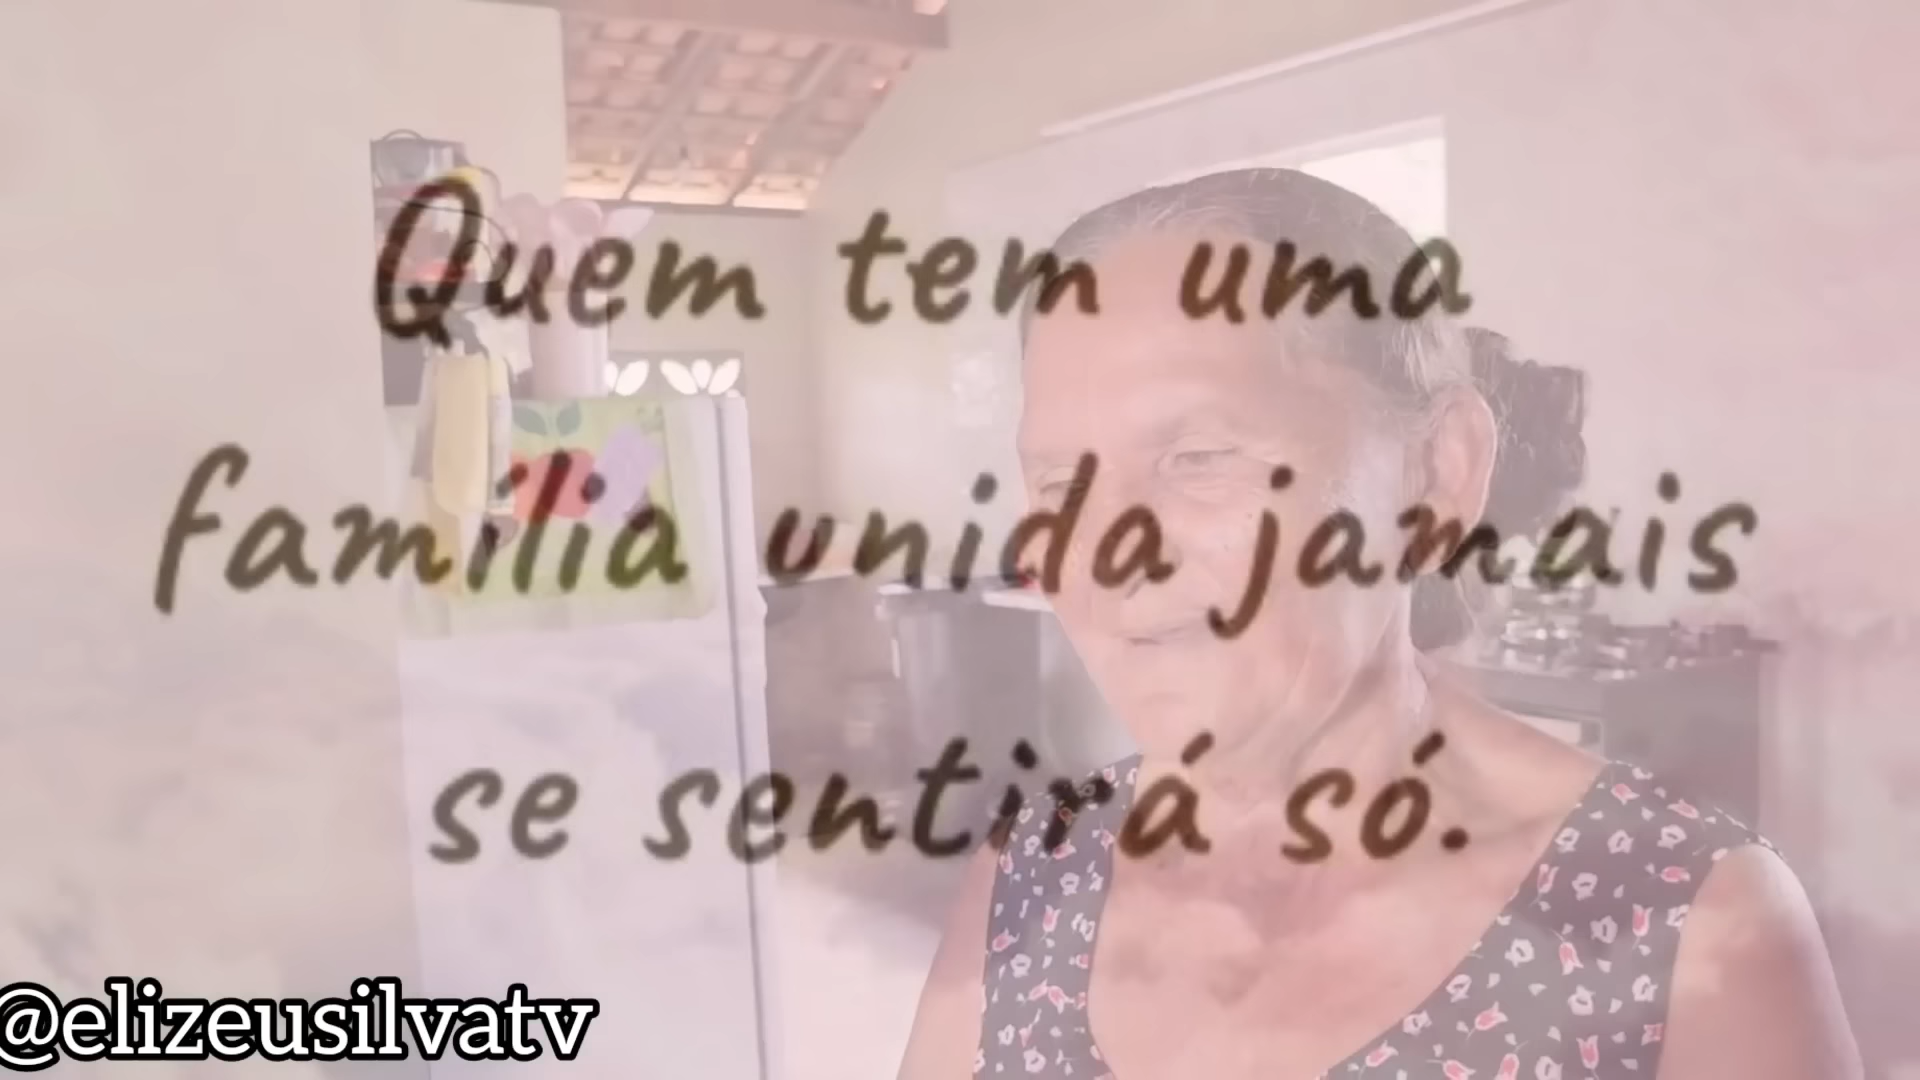 Quem tem uma
família unida jamais
se sentirá só.
@elizeusilvatv